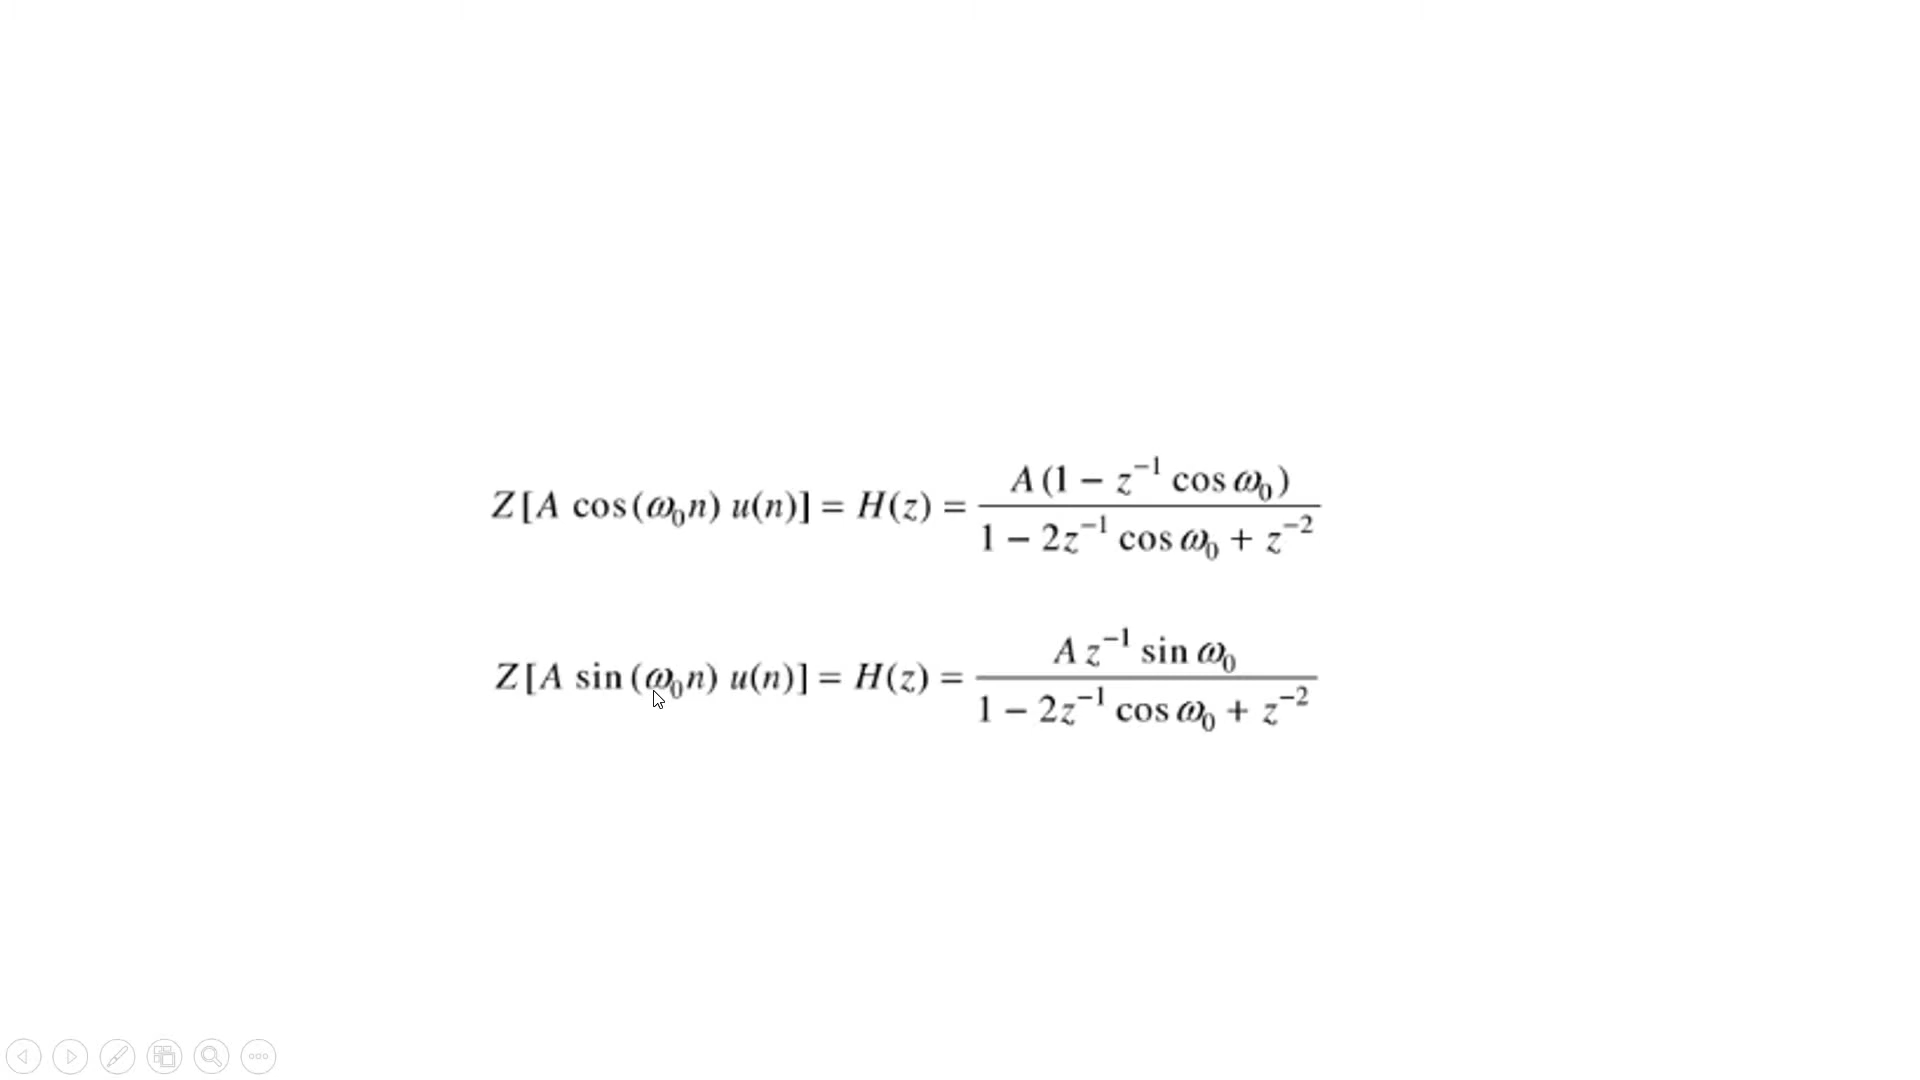 Z[A cos(ω₀n) u(n)] = H(z) = A(1 − z⁻¹ cos ω₀) / (1 − 2z⁻¹ cos ω₀ + z⁻²)
Z[A sin(ω₀n) u(n)] = H(z) = A z⁻¹ sin ω₀ / (1 − 2z⁻¹ cos ω₀ + z⁻²)